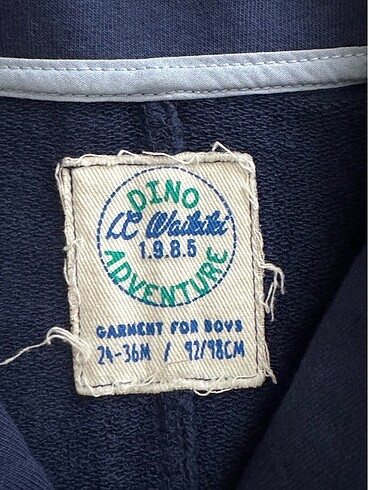 DINO
LC Waikiki
1.9.8.5
ADVENTURE
GARMENT FOR BOYS
24-36M / 92/98CM